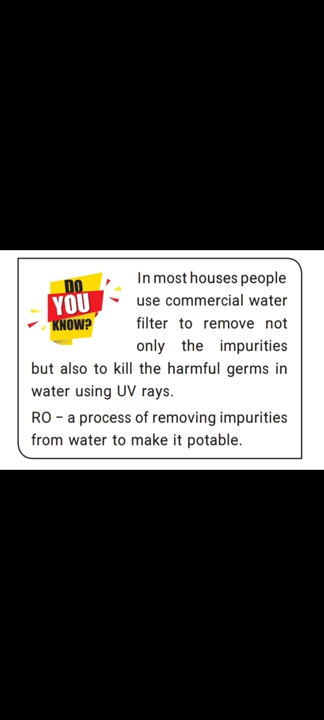 DO
YOU
KNOW?
In most houses people
use commercial water
filter to remove not
only the impurities
but also to kill the harmful germs in
water using UV rays.
RO – a process of removing impurities
from water to make it potable.